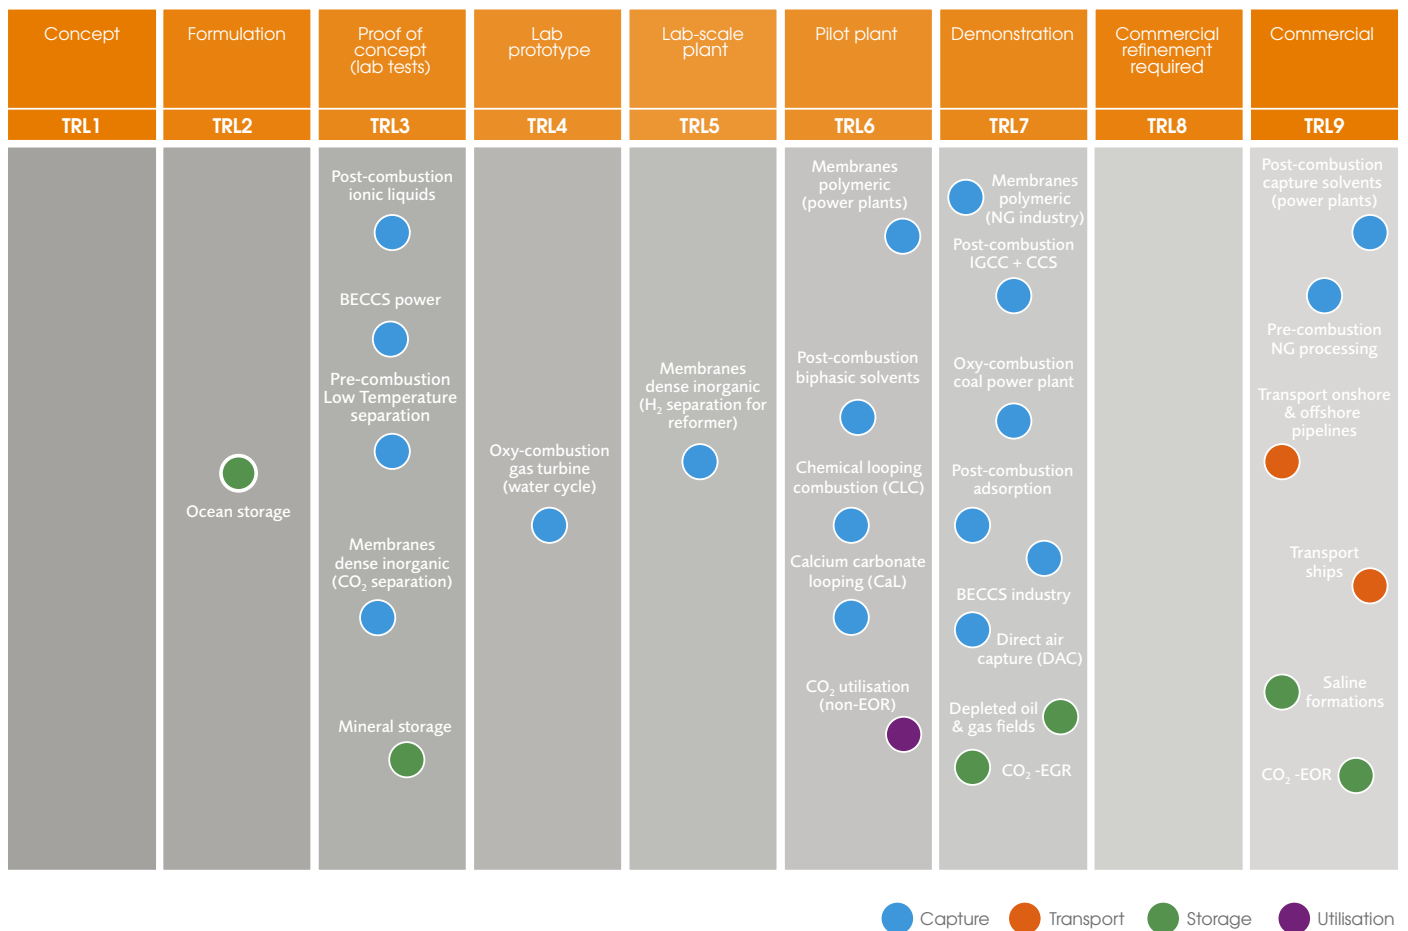 Concept
Formulation
Proof of
concept
(lab tests)
Lab
prototype
Lab-scale
plant
Pilot plant
Demonstration
Commercial
refinement
required
Commercial
TRL1
TRL2
TRL3
TRL4
TRL5
TRL6
TRL7
TRL8
TRL9
Ocean storage
Post-combustion
ionic liquids
BECCS power
Pre-combustion
Low Temperature
separation
Membranes
dense inorganic
(CO₂ separation)
Mineral storage
Oxy-combustion
gas turbine
(water cycle)
Membranes
dense inorganic
(H₂ separation for
reformer)
Membranes
polymeric
(power plants)
Post-combustion
biphasic solvents
Chemical looping
combustion (CLC)
Calcium carbonate
looping (CaL)
CO₂ utilisation
(non-EOR)
Membranes
polymeric
(NG industry)
Post-combustion
IGCC + CCS
Oxy-combustion
coal power plant
Post-combustion
adsorption
BECCS industry
Direct air
capture (DAC)
Depleted oil
& gas fields
CO₂ -EGR
Post-combustion
capture solvents
(power plants)
Pre-combustion
NG processing
Transport onshore
& offshore
pipelines
Transport
ships
Saline
formations
CO₂ -EOR
Capture
Transport
Storage
Utilisation